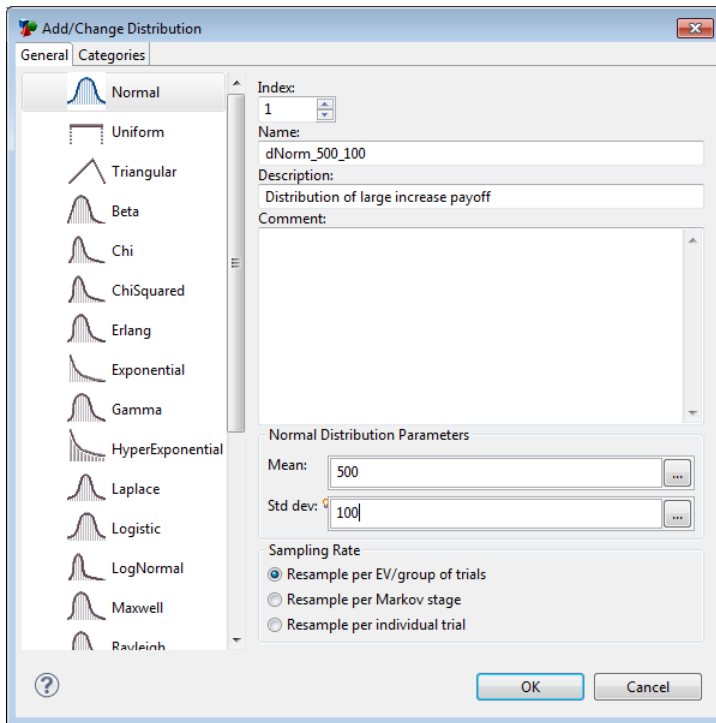 Add/Change Distribution
General Categories
Normal
Uniform
Triangular
Beta
Chi
ChiSquared
Erlang
Exponential
Gamma
HyperExponential
Laplace
Logistic
LogNormal
Maxwell
Rayleigh
Index:
1
Name:
dNorm_500_100
Description:
Distribution of large increase payoff
Comment:
Normal Distribution Parameters
Mean: 500 ...
Std dev: 100 ...
Sampling Rate
Resample per EV/group of trials
Resample per Markov stage
Resample per individual trial
? OK Cancel